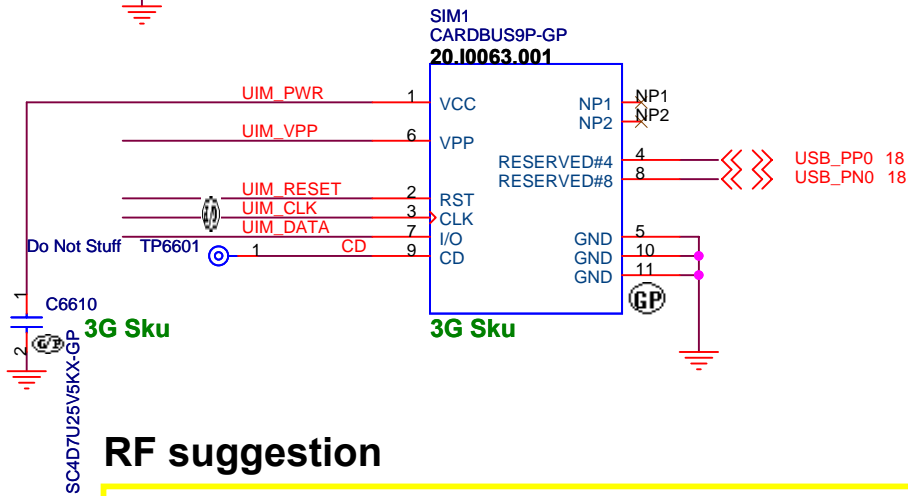 SIM1
CARDBUS9P-GP
20.I0063.001
UIM_PWR 1 VCC NP1 NP1
NP2 NP2
UIM_VPP 6 VPP
RESERVED#4 4 USB_PP0 18
RESERVED#8 8 USB_PN0 18
UIM_RESET 2 RST
UIM_CLK 3 CLK
UIM_DATA 7 I/O GND 5
Do Not Stuff TP6601 1 CD 9 CD GND 10
GND 11
GP
1 C6610
2 G/P 3G Sku 3G Sku
SC4D7U25V5KX-GP
RF suggestion